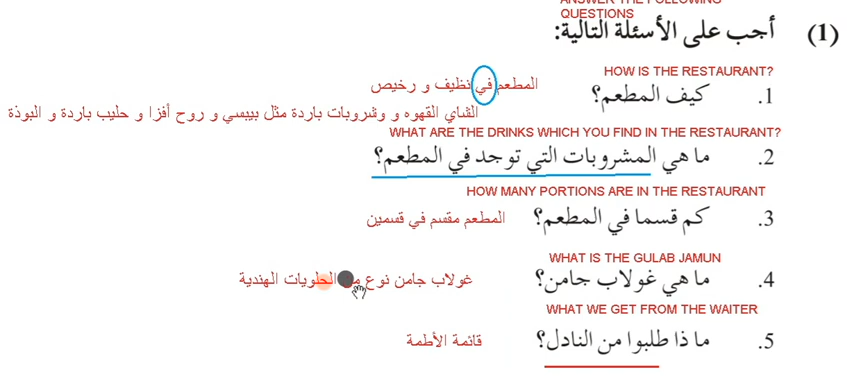 ANSWER THE FOLLOWING
QUESTIONS
(1) أجب على الأسئلة التالية:
HOW IS THE RESTAURANT?
المطعم في نظيف و رخيص
1. كيف المطعم؟
الشاي القهوه و وشروبات باردة مثل بيبسي و روح أفزا و حليب باردة و البوذة
WHAT ARE THE DRINKS WHICH YOU FIND IN THE RESTAURANT?
2. ما هي المشروبات التي توجد في المطعم؟
HOW MANY PORTIONS ARE IN THE RESTAURANT
3. كم قسما في المطعم؟ المطعم مقسم في قسمين
WHAT IS THE GULAB JAMUN
4. ما هي غولاب جامن؟ غولاب جامن نوع من الحلويات الهندية
WHAT WE GET FROM THE WAITER
5. ما ذا طلبوا من النادل؟ قائمة الأطمة